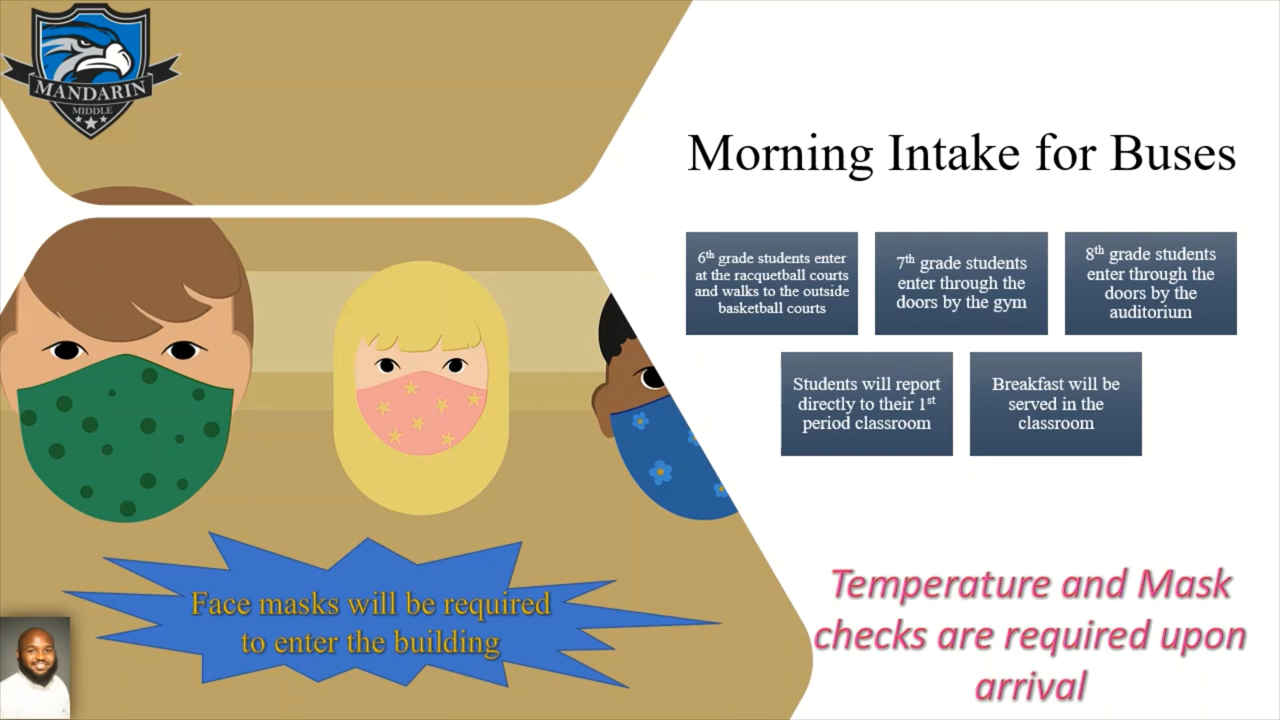 MANDARIN
MIDDLE
Morning Intake for Buses
6th grade students enter
at the racquetball courts
and walks to the outside
basketball courts
7th grade students
enter through the
doors by the gym
8th grade students
enter through the
doors by the
auditorium
Students will report
directly to their 1st
period classroom
Breakfast will be
served in the
classroom
Face masks will be required
to enter the building
Temperature and Mask
checks are required upon
arrival